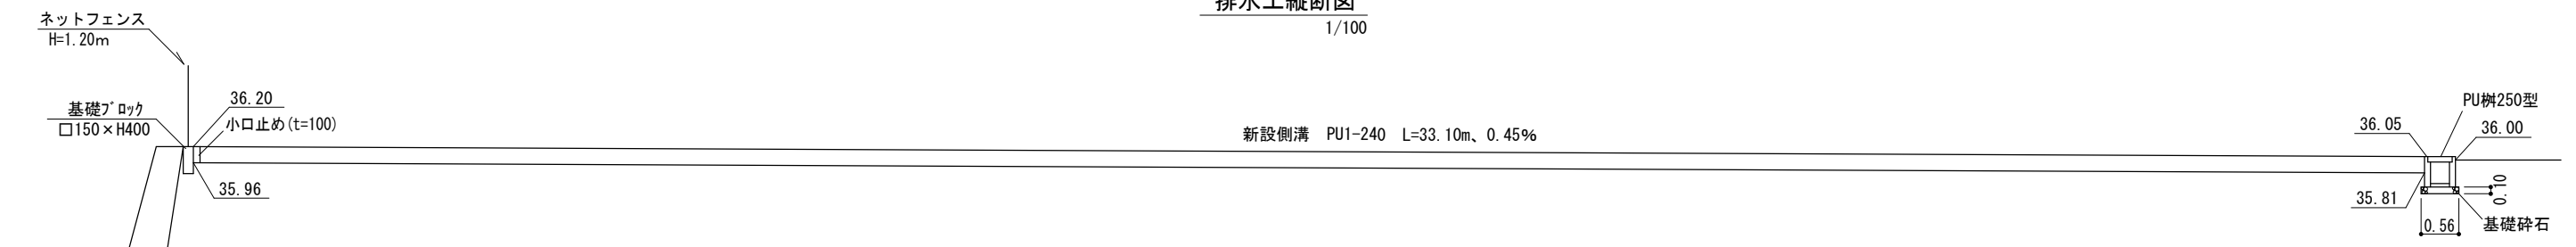 排水工縦断図
1/100
ネットフェンス
H=1.20m
基礎ﾌﾞﾛｯｸ
□150×H400
36.20
小口止め(t=100)
35.96
新設側溝 PU1-240 L=33.10m、0.45%
36.05
PU桝250型
36.00
35.81
0.10
0.56
基礎砕石